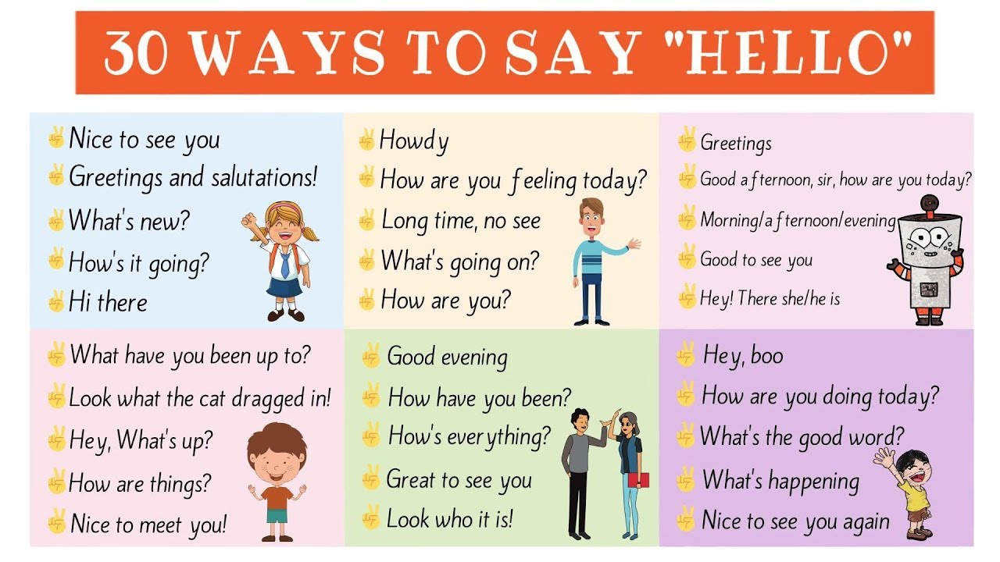 30 WAYS TO SAY "HELLO"
Nice to see you
Greetings and salutations!
What's new?
How's it going?
Hi there
Howdy
How are you feeling today?
Long time, no see
What's going on?
How are you?
Greetings
Good afternoon, sir, how are you today?
Morning/afternoon/evening
Good to see you
Hey! There she/he is
What have you been up to?
Look what the cat dragged in!
Hey, What's up?
How are things?
Nice to meet you!
Good evening
How have you been?
How's everything?
Great to see you
Look who it is!
Hey, boo
How are you doing today?
What's the good word?
What's happening
Nice to see you again